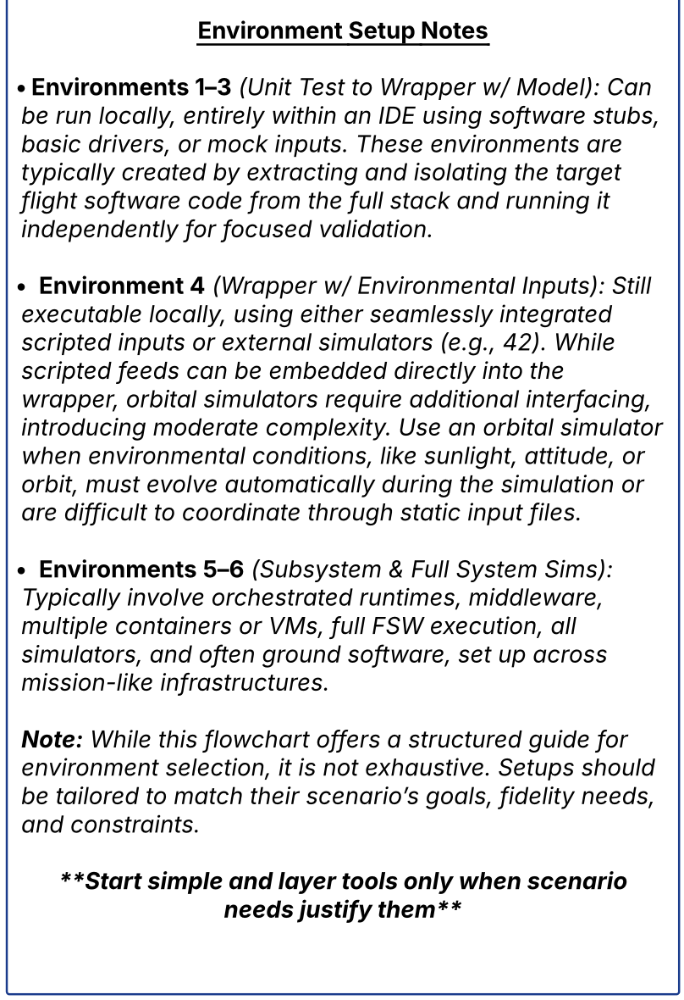 Environment Setup Notes
• Environments 1–3 (Unit Test to Wrapper w/ Model): Can
be run locally, entirely within an IDE using software stubs,
basic drivers, or mock inputs. These environments are
typically created by extracting and isolating the target
flight software code from the full stack and running it
independently for focused validation.
• Environment 4 (Wrapper w/ Environmental Inputs): Still
executable locally, using either seamlessly integrated
scripted inputs or external simulators (e.g., 42). While
scripted feeds can be embedded directly into the
wrapper, orbital simulators require additional interfacing,
introducing moderate complexity. Use an orbital simulator
when environmental conditions, like sunlight, attitude, or
orbit, must evolve automatically during the simulation or
are difficult to coordinate through static input files.
• Environments 5–6 (Subsystem & Full System Sims):
Typically involve orchestrated runtimes, middleware,
multiple containers or VMs, full FSW execution, all
simulators, and often ground software, set up across
mission-like infrastructures.
Note: While this flowchart offers a structured guide for
environment selection, it is not exhaustive. Setups should
be tailored to match their scenario’s goals, fidelity needs,
and constraints.
**Start simple and layer tools only when scenario
needs justify them**